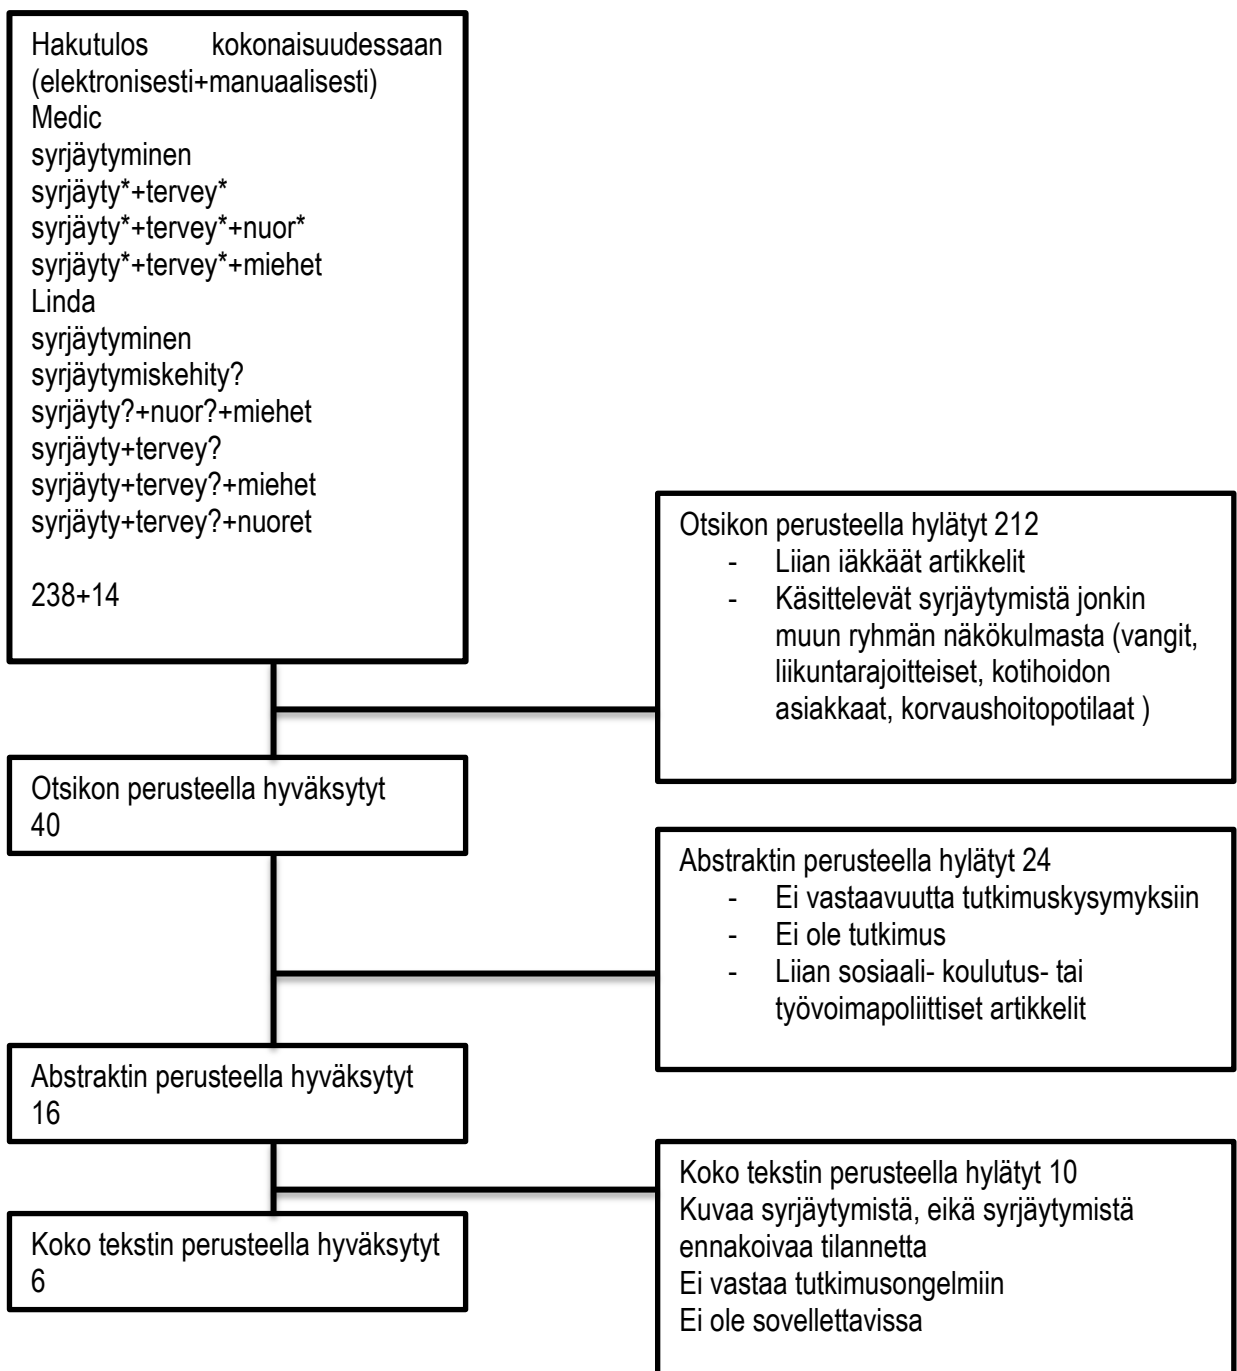 Hakutulos kokonaisuudessaan
(elektronisesti+manuaalisesti)
Medic
syrjäytyminen
syrjäyty*+tervey*
syrjäyty*+tervey*+nuor*
syrjäyty*+tervey*+miehet
Linda
syrjäytyminen
syrjäytymiskehity?
syrjäyty?+nuor?+miehet
syrjäyty+tervey?
syrjäyty+tervey?+miehet
syrjäyty+tervey?+nuoret
238+14
Otsikon perusteella hylätyt 212
- Liian iäkkäät artikkelit
- Käsittelevät syrjäytymistä jonkin
muun ryhmän näkökulmasta (vangit,
liikuntarajoitteiset, kotihoidon
asiakkaat, korvaushoitopotilaat )
Otsikon perusteella hyväksytyt
40
Abstraktin perusteella hylätyt 24
- Ei vastaavuutta tutkimuskysymyksiin
- Ei ole tutkimus
- Liian sosiaali- koulutus- tai
työvoimapoliittiset artikkelit
Abstraktin perusteella hyväksytyt
16
Koko tekstin perusteella hylätyt 10
Kuvaa syrjäytymistä, eikä syrjäytymistä
ennakoivaa tilannetta
Ei vastaa tutkimusongelmiin
Ei ole sovellettavissa
Koko tekstin perusteella hyväksytyt
6